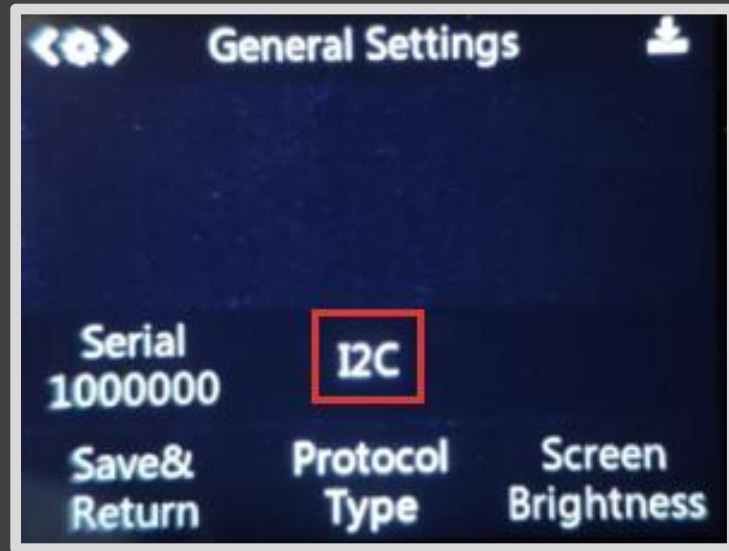 General Settings
Serial
1000000
I2C
Save&
Return
Protocol
Type
Screen
Brightness